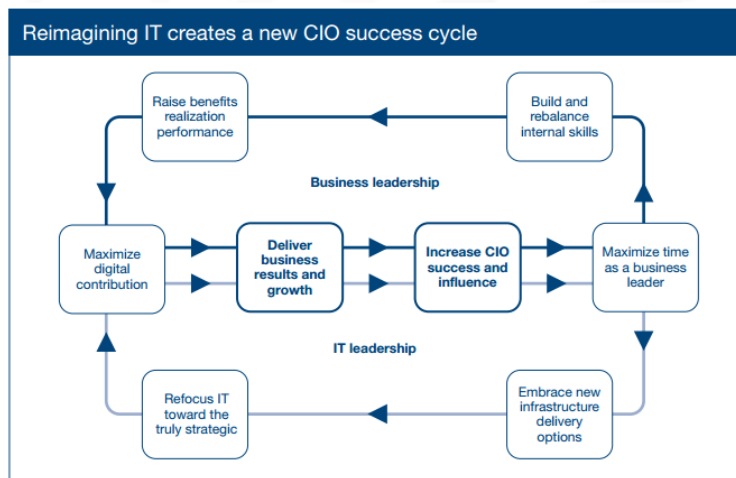 Reimagining IT creates a new CIO success cycle
Raise benefits
realization
performance
Build and
rebalance
internal skills
Business leadership
Maximize
digital
contribution
Deliver
business
results and
growth
Increase CIO
success and
influence
Maximize time
as a business
leader
IT leadership
Refocus IT
toward the
truly strategic
Embrace new
infrastructure
delivery
options